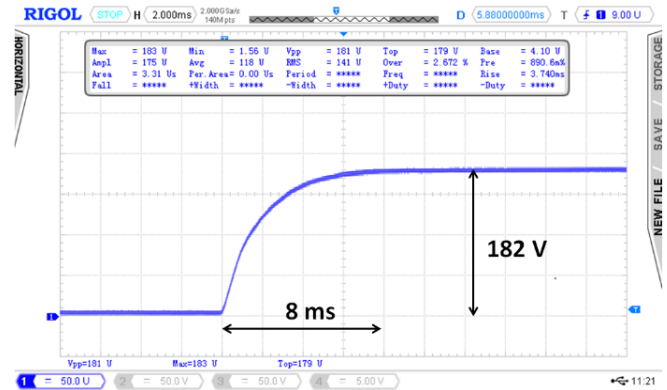 RIGOL STOP H 2.000ms 2.000GSa/s 140Mpts D 5.88000000ms T 1 9.00 U
HORIZONTAL
Max = 183 U Min = 1.56 U Vpp = 181 U Top = 179 U Base = 4.10 U
Ampl = 175 U Avg = 118 U RMS = 141 U Over = 2.672 % Pre = 890.6m%
Area = 3.31 Us Per.Area= 0.00 Us Period = ***** Freq = ***** Rise = 3.740ms
Fall = ***** +Width = ***** -Width = ***** +Duty = ***** -Duty = *****
STORAGE
SAVE
NEW FILE
182 V
8 ms
Vpp=181 U Max=183 U Top=179 U
1 = 50.0 U 2 = 50.0 V 3 = 50.0 V 4 = 5.00 V 11:21